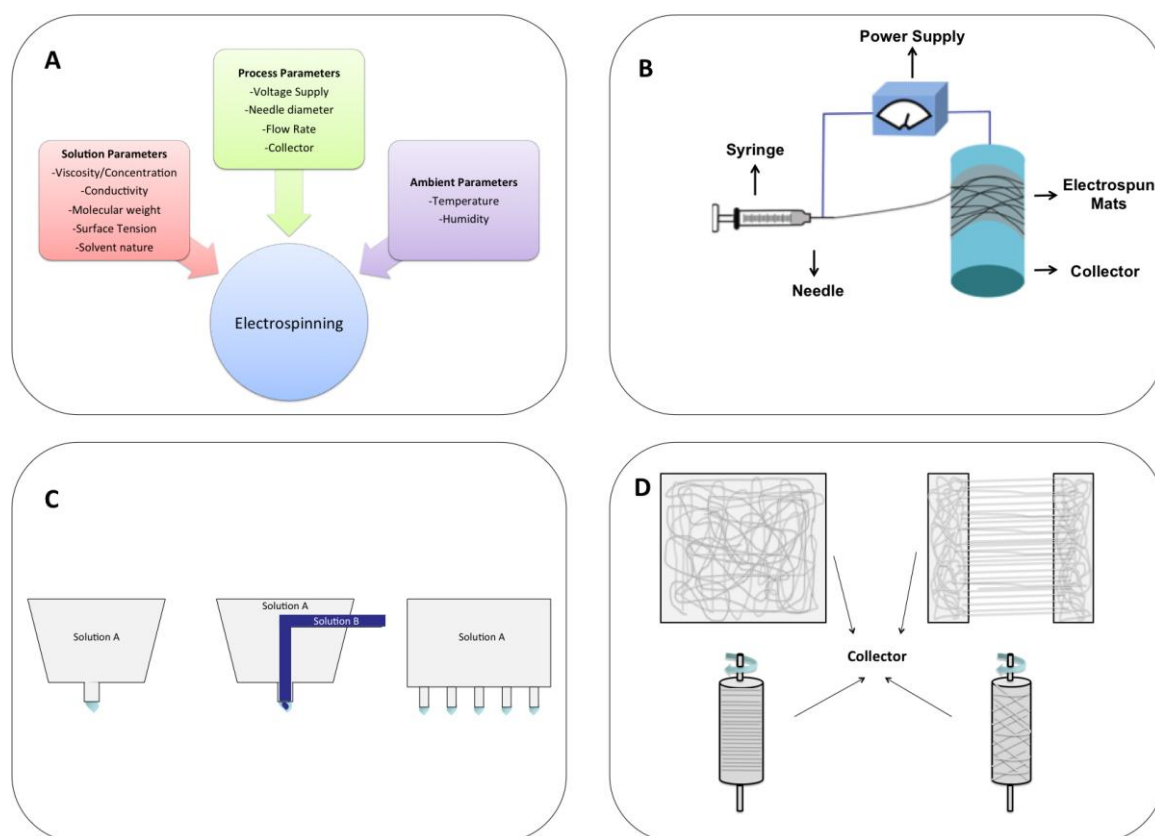 A
Process Parameters
-Voltage Supply
-Needle diameter
-Flow Rate
-Collector
Solution Parameters
-Viscosity/Concentration
-Conductivity
-Molecular weight
-Surface Tension
-Solvent nature
Ambient Parameters
-Temperature
-Humidity
Electrospinning
B
Power Supply
Syringe
Electrospun
Mats
Needle
Collector
C
Solution A
Solution A
Solution B
Solution A
D
Collector